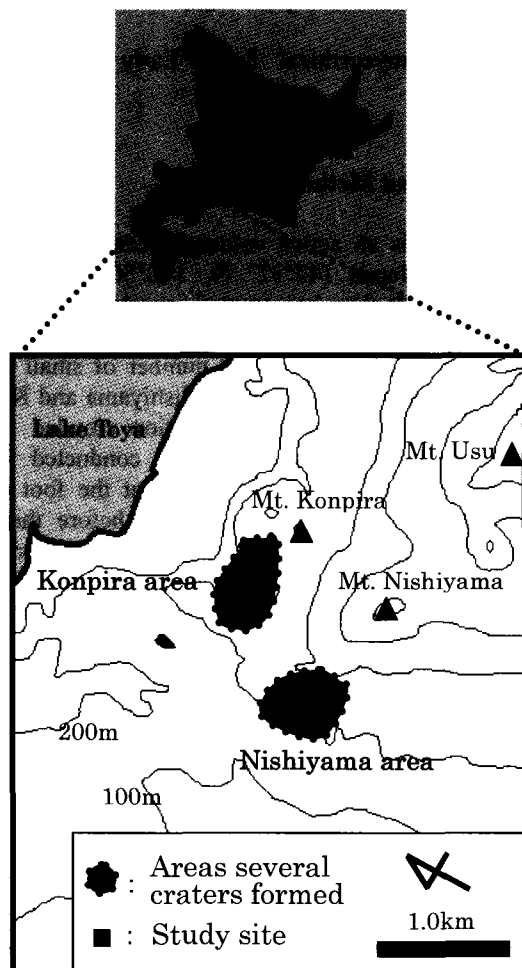 Lake Toya
Mt. Usu
Mt. Konpira
Konpira area
Mt. Nishiyama
200m
Nishiyama area
100m
: Areas several
craters formed
: Study site
1.0km